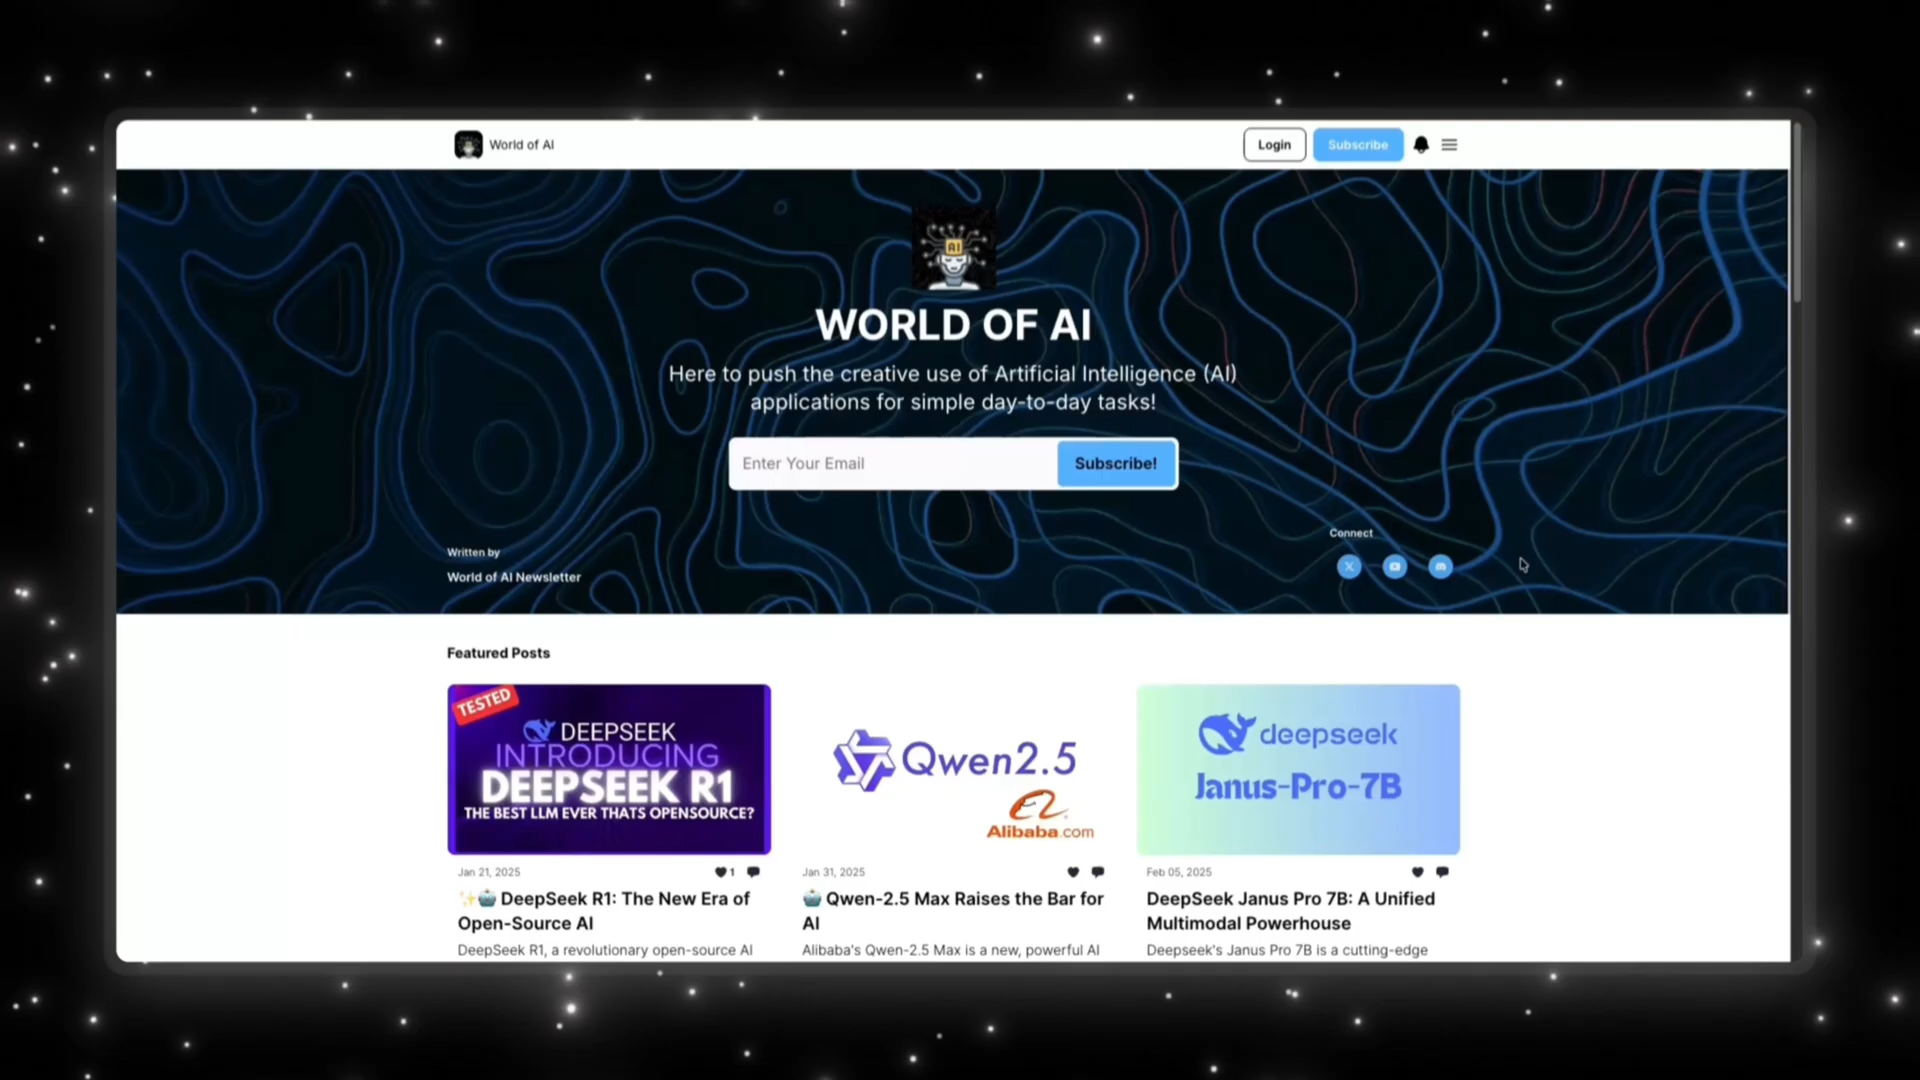 World of AI
Login
Subscribe
AI
WORLD OF AI
Here to push the creative use of Artificial Intelligence (AI)
applications for simple day-to-day tasks!
Enter Your Email
Subscribe!
Connect
Written by
World of AI Newsletter
Featured Posts
TESTED
DEEPSEEK
INTRODUCING
DEEPSEEK R1
THE BEST LLM EVER THATS OPENSOURCE?
Qwen2.5
Alibaba.com
deepseek
Janus-Pro-7B
Jan 21, 2025
1
Jan 31, 2025
Feb 05, 2025
✨🤖 DeepSeek R1: The New Era of
Open-Source AI
🤖 Qwen-2.5 Max Raises the Bar for
AI
DeepSeek Janus Pro 7B: A Unified
Multimodal Powerhouse
DeepSeek R1, a revolutionary open-source AI
Alibaba's Qwen-2.5 Max is a new, powerful AI
Deepseek's Janus Pro 7B is a cutting-edge